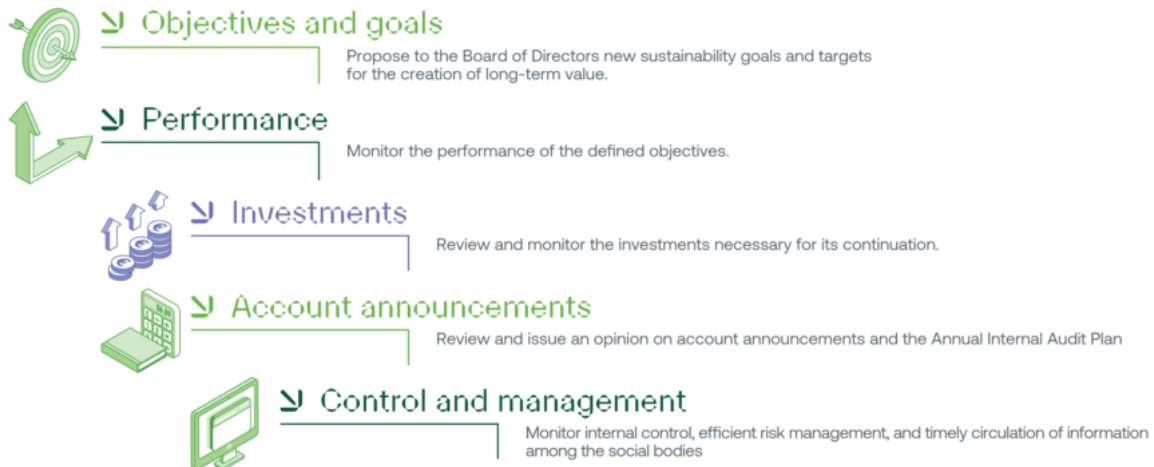 Objectives and goals
Propose to the Board of Directors new sustainability goals and targets
for the creation of long-term value.
Performance
Monitor the performance of the defined objectives.
Investments
Review and monitor the investments necessary for its continuation.
Account announcements
Review and issue an opinion on account announcements and the Annual Internal Audit Plan
Control and management
Monitor internal control, efficient risk management, and timely circulation of information
among the social bodies